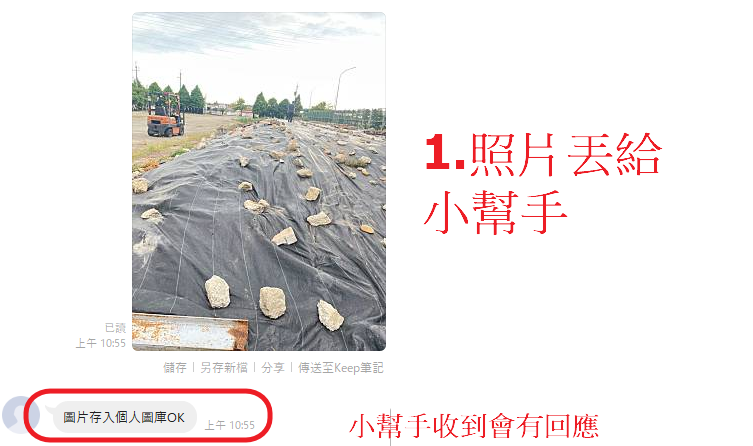 1.照片丟給
小幫手
已讀
上午 10:55
儲存 | 另存新檔 | 分享 | 傳送至Keep筆記
圖片存入個人圖庫OK
上午 10:55
小幫手收到會有回應